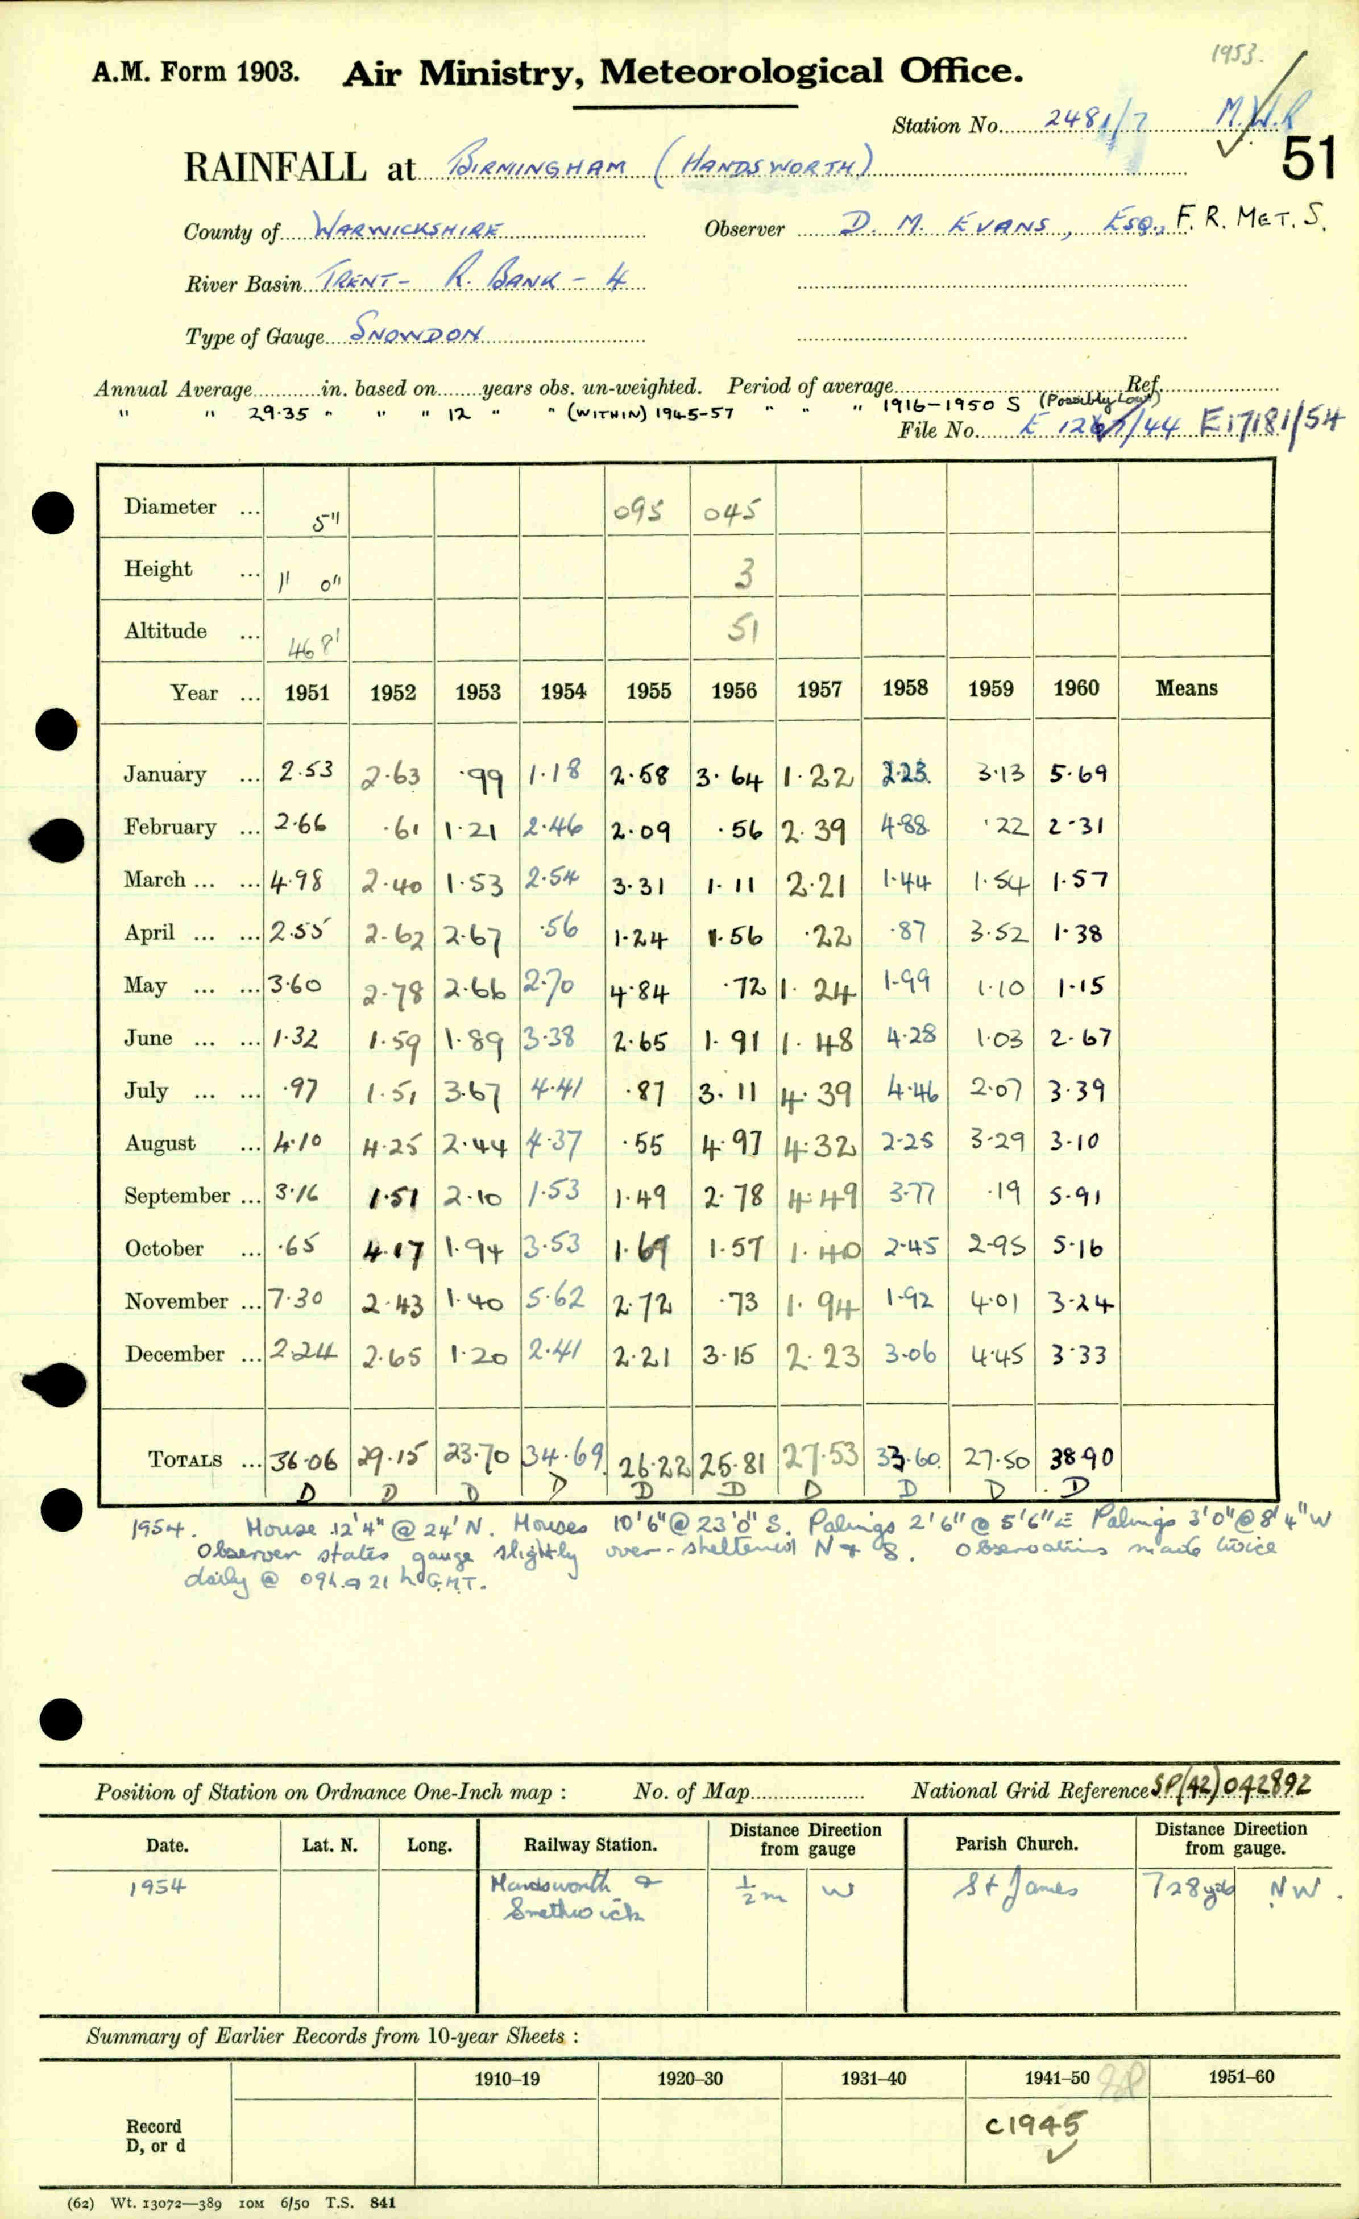 1953.
A.M. Form 1903. Air Ministry, Meteorological Office.
Station No. 2481/7 M.W.R
51
RAINFALL at BIRMINGHAM (HANDSWORTH)
County of WARWICKSHIRE Observer D. M. EVANS, ESQ., F. R. MET. S.
River Basin TRENT - R. BANK - 4
Type of Gauge SNOWDON
Annual Average in. based on years obs. un-weighted. Period of average Ref.
" " 29.35 " " " 12 " " (WITHIN) 1945-57 " " " 1916-1950 S (Possibly Low)
File No. E /44 E17181/54
Diameter ... 5" 095 045
Height ... 1' 0" 3
Altitude ... 468' 51
Year ... 1951 1952 1953 1954 1955 1956 1957 1958 1959 1960 Means
January ... 2.53 2.63 .99 1.18 2.58 3.64 1.22 2.23 3.13 5.69
February ... 2.66 .61 1.21 2.46 2.09 .56 2.39 4.88 .22 2.31
March ... ... 4.98 2.40 1.53 2.54 3.31 1.11 2.21 1.44 1.54 1.57
April ... ... 2.55 2.62 2.67 .56 1.24 1.56 .22 .87 3.52 1.38
May ... ... 3.60 2.78 2.66 2.70 4.84 .72 1.24 1.99 1.10 1.15
June ... ... 1.32 1.59 1.89 3.38 2.65 1.91 1.48 4.28 1.03 2.67
July ... ... .97 1.51 3.67 4.41 .87 3.11 4.39 4.46 2.07 3.39
August ... 4.10 4.25 2.44 4.37 .55 4.97 4.32 2.25 3.29 3.10
September ... 3.16 1.51 2.10 1.53 1.49 2.78 4.49 3.77 .19 5.91
October ... .65 4.17 1.94 3.53 1.67 1.57 1.40 2.45 2.95 5.16
November ... 7.30 2.43 1.40 5.62 2.72 .73 1.94 1.92 4.01 3.24
December ... 2.24 2.65 1.20 2.41 2.21 3.15 2.23 3.06 4.45 3.33
TOTALS ... 36.06 29.15 23.70 34.69 26.22 25.81 27.53 33.60 27.50 38.90
D D D D D D D D D D
1954. House 12'4" @ 24' N. Houses 10'6" @ 23'0" S. Palings 2'6" @ 5'6" E Palings 3'0" @ 8'4" W
Observer states gauge slightly over-sheltered N & S. Observations made twice
daily @ 09h. & 21h G.M.T.
Position of Station on Ordnance One-Inch map : No. of Map National Grid Reference SP(42)042892
Date. Lat. N. Long. Railway Station. Distance from Direction gauge Parish Church. Distance from Direction gauge.
1954 Handsworth & Smethwick ½ m W St James 728 yds NW.
Summary of Earlier Records from 10-year Sheets :
1910–19 1920–30 1931–40 1941–50 1951–60
Record
D, or d
c1945
(62) Wt. 13072—389 10M 6/50 T.S. 841